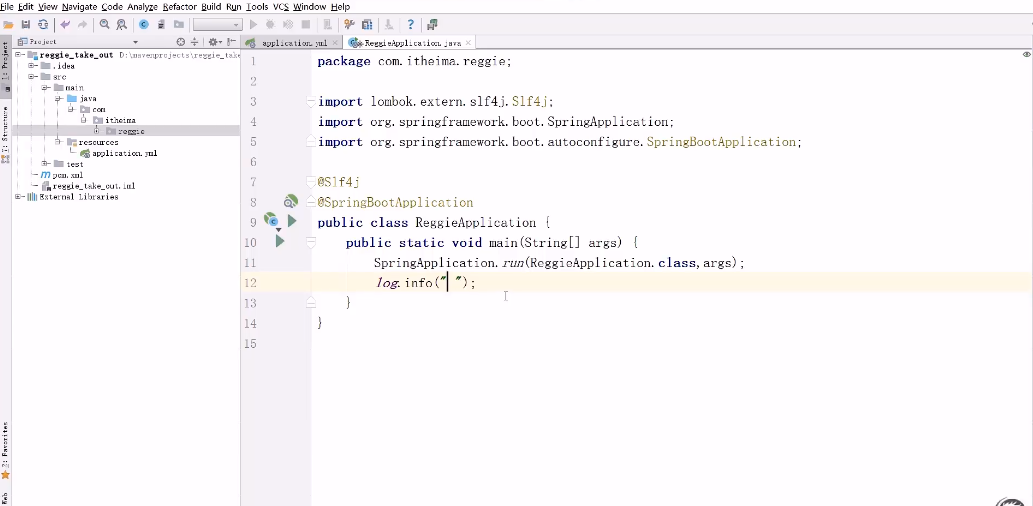 File Edit View Navigate Code Analyze Refactor Build Run Tools VCS Window Help
Project
application.yml
ReggieApplication.java
1: Project
reggie_take_out D:\mavenprojects\reggie_take
.idea
src
main
java
com
itheima
reggie
resources
application.yml
test
pom.xml
reggie_take_out.iml
External Libraries
7: Structure
2: Favorites
Web
1 package com.itheima.reggie;
2
3 import lombok.extern.slf4j.Slf4j;
4 import org.springframework.boot.SpringApplication;
5 import org.springframework.boot.autoconfigure.SpringBootApplication;
6
7 @Slf4j
8 @SpringBootApplication
9 public class ReggieApplication {
10 public static void main(String[] args) {
11 SpringApplication.run(ReggieApplication.class,args);
12 log.info(" ");
13 }
14 }
15